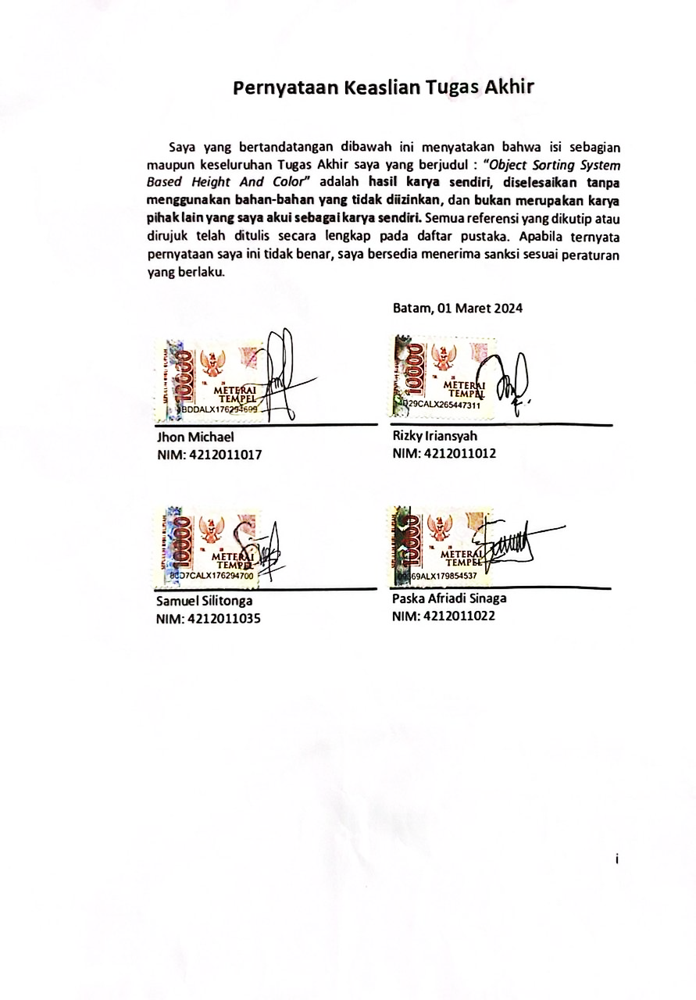 Pernyataan Keaslian Tugas Akhir
Saya yang bertandatangan dibawah ini menyatakan bahwa isi sebagian
maupun keseluruhan Tugas Akhir saya yang berjudul : “Object Sorting System
Based Height And Color” adalah hasil karya sendiri, diselesaikan tanpa
menggunakan bahan-bahan yang tidak diizinkan, dan bukan merupakan karya
pihak lain yang saya akui sebagai karya sendiri. Semua referensi yang dikutip atau
dirujuk telah ditulis secara lengkap pada daftar pustaka. Apabila ternyata
pernyataan saya ini tidak benar, saya bersedia menerima sanksi sesuai peraturan
yang berlaku.
Batam, 01 Maret 2024
10000
METERAI
TEMPEL
BDDALX176294699
10000
METERAI
TEMPEL
D29CALX265447311
Jhon Michael
NIM: 4212011017
Rizky Iriansyah
NIM: 4212011012
10000
METERAI
TEMPEL
D7CALX176294700
10000
METERAI
TEMPEL
69ALX179854537
Samuel Silitonga
NIM: 4212011035
Paska Afriadi Sinaga
NIM: 4212011022
i